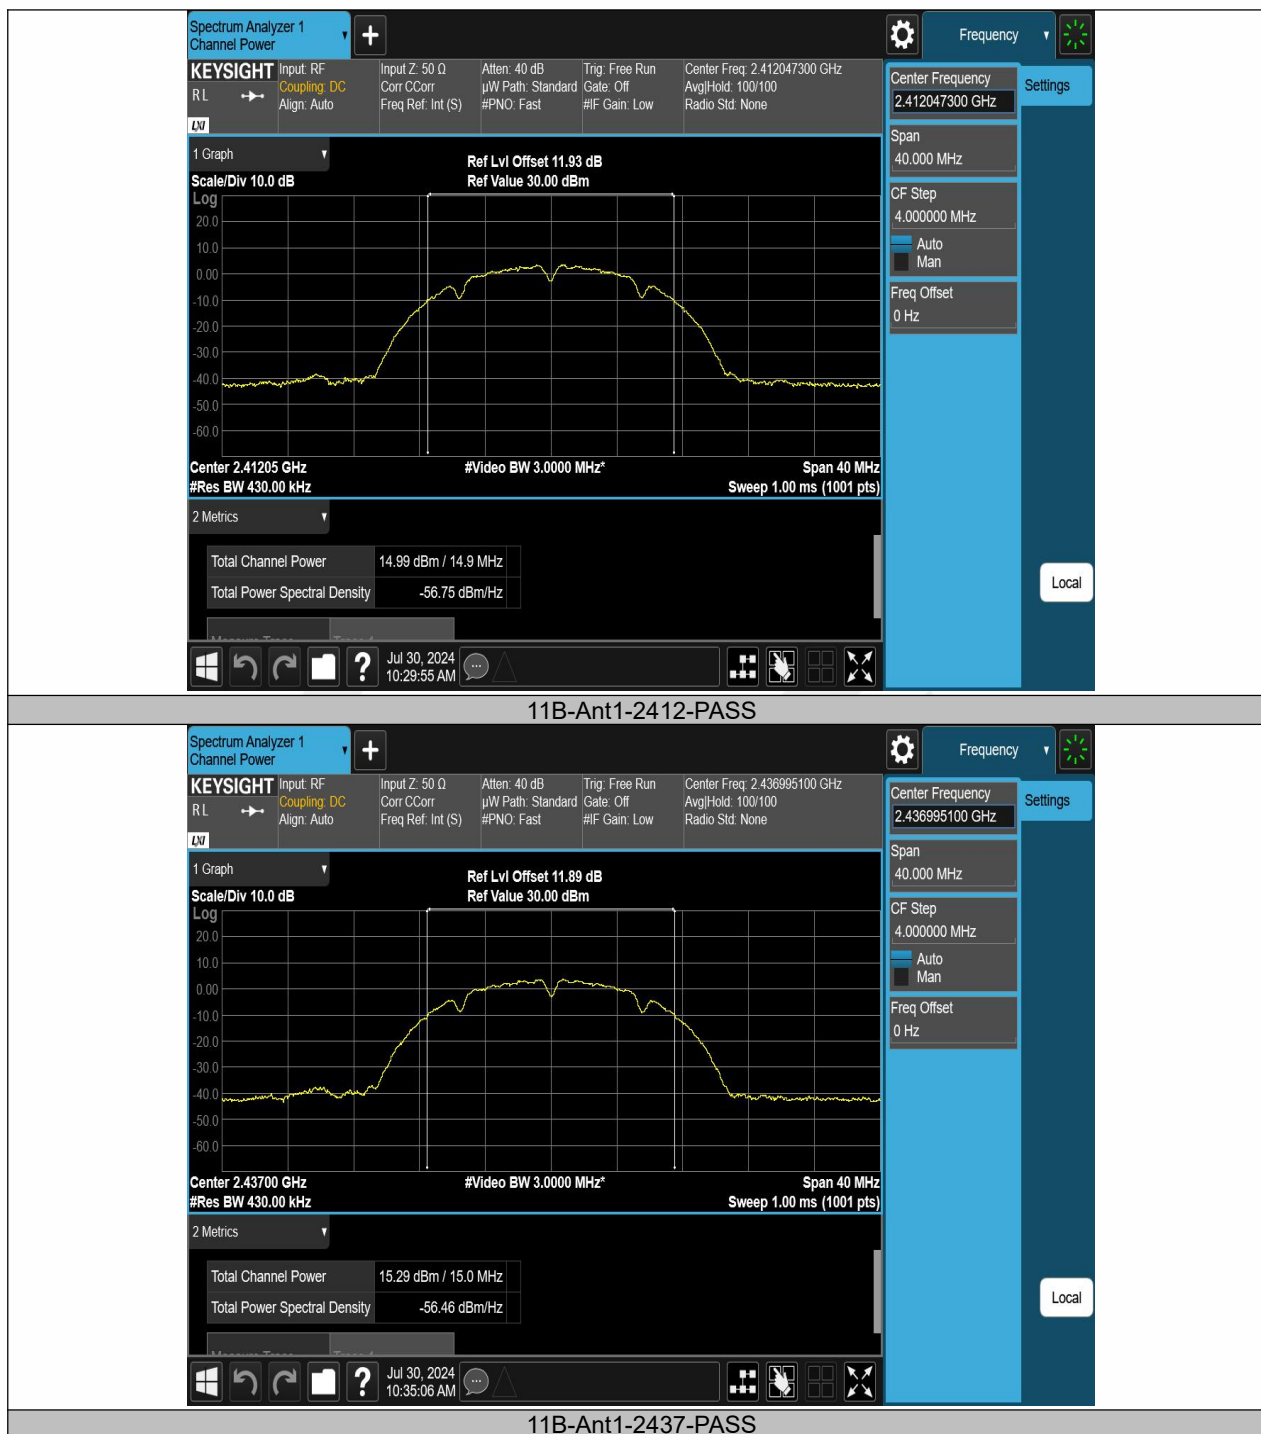 Spectrum Analyzer 1
Channel Power
+
Frequency
KEYSIGHT
RL
LXI
Input: RF
Coupling: DC
Align: Auto
Input Z: 50 Ω
Corr CCorr
Freq Ref: Int (S)
Atten: 40 dB
µW Path: Standard
#PNO: Fast
Trig: Free Run
Gate: Off
#IF Gain: Low
Center Freq: 2.412047300 GHz
Avg|Hold: 100/100
Radio Std: None
Center Frequency
2.412047300 GHz
Settings
Span
40.000 MHz
CF Step
4.000000 MHz
Auto
Man
Freq Offset
0 Hz
Local
1 Graph
Scale/Div 10.0 dB
Ref Lvl Offset 11.93 dB
Ref Value 30.00 dBm
Log
20.0
10.0
0.00
-10.0
-20.0
-30.0
-40.0
-50.0
-60.0
Center 2.41205 GHz
#Video BW 3.0000 MHz*
Span 40 MHz
#Res BW 430.00 kHz
Sweep 1.00 ms (1001 pts)
2 Metrics
Total Channel Power 14.99 dBm / 14.9 MHz
Total Power Spectral Density -56.75 dBm/Hz
?
Jul 30, 2024
10:29:55 AM
11B-Ant1-2412-PASS
Spectrum Analyzer 1
Channel Power
+
Frequency
KEYSIGHT
RL
LXI
Input: RF
Coupling: DC
Align: Auto
Input Z: 50 Ω
Corr CCorr
Freq Ref: Int (S)
Atten: 40 dB
µW Path: Standard
#PNO: Fast
Trig: Free Run
Gate: Off
#IF Gain: Low
Center Freq: 2.436995100 GHz
Avg|Hold: 100/100
Radio Std: None
Center Frequency
2.436995100 GHz
Settings
Span
40.000 MHz
CF Step
4.000000 MHz
Auto
Man
Freq Offset
0 Hz
Local
1 Graph
Scale/Div 10.0 dB
Ref Lvl Offset 11.89 dB
Ref Value 30.00 dBm
Log
20.0
10.0
0.00
-10.0
-20.0
-30.0
-40.0
-50.0
-60.0
Center 2.43700 GHz
#Video BW 3.0000 MHz*
Span 40 MHz
#Res BW 430.00 kHz
Sweep 1.00 ms (1001 pts)
2 Metrics
Total Channel Power 15.29 dBm / 15.0 MHz
Total Power Spectral Density -56.46 dBm/Hz
?
Jul 30, 2024
10:35:06 AM
11B-Ant1-2437-PASS